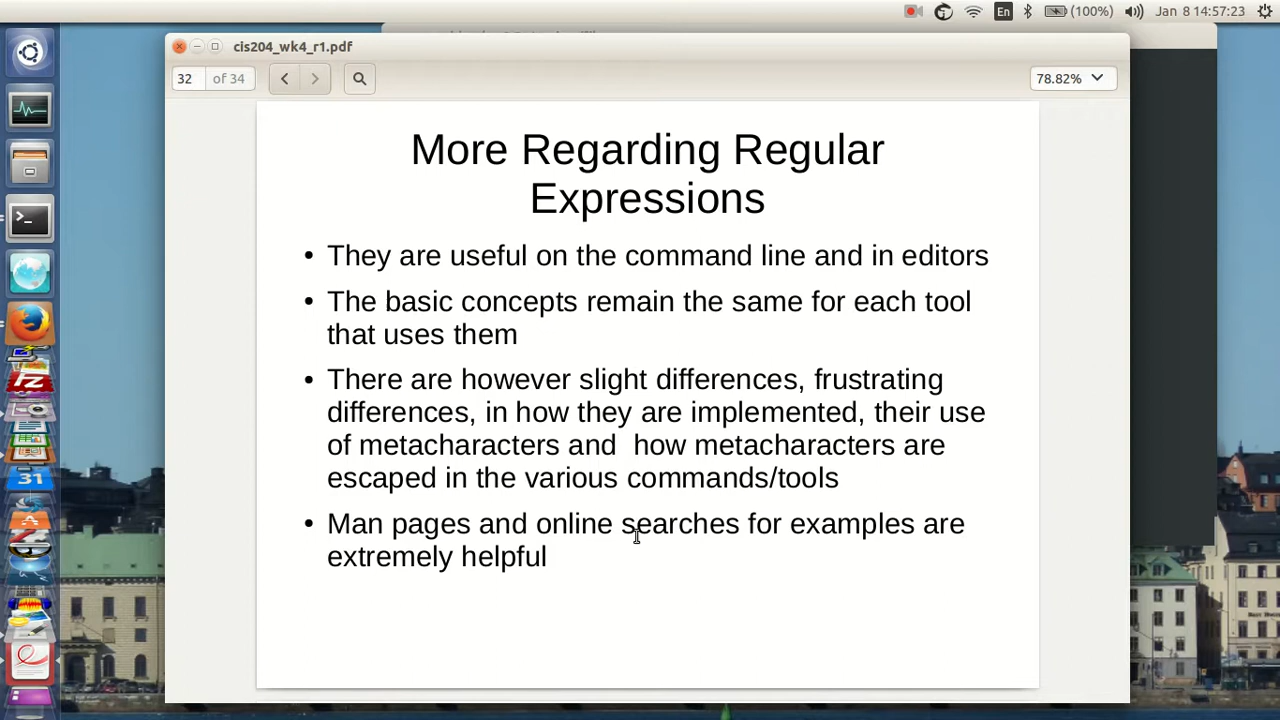 En (100%) Jan 8 14:57:23
cis204_wk4_r1.pdf
32 of 34 78.82%
More Regarding Regular
Expressions
• They are useful on the command line and in editors
• The basic concepts remain the same for each tool
that uses them
• There are however slight differences, frustrating
differences, in how they are implemented, their use
of metacharacters and  how metacharacters are
escaped in the various commands/tools
• Man pages and online searches for examples are
extremely helpful
>_
FZ
31